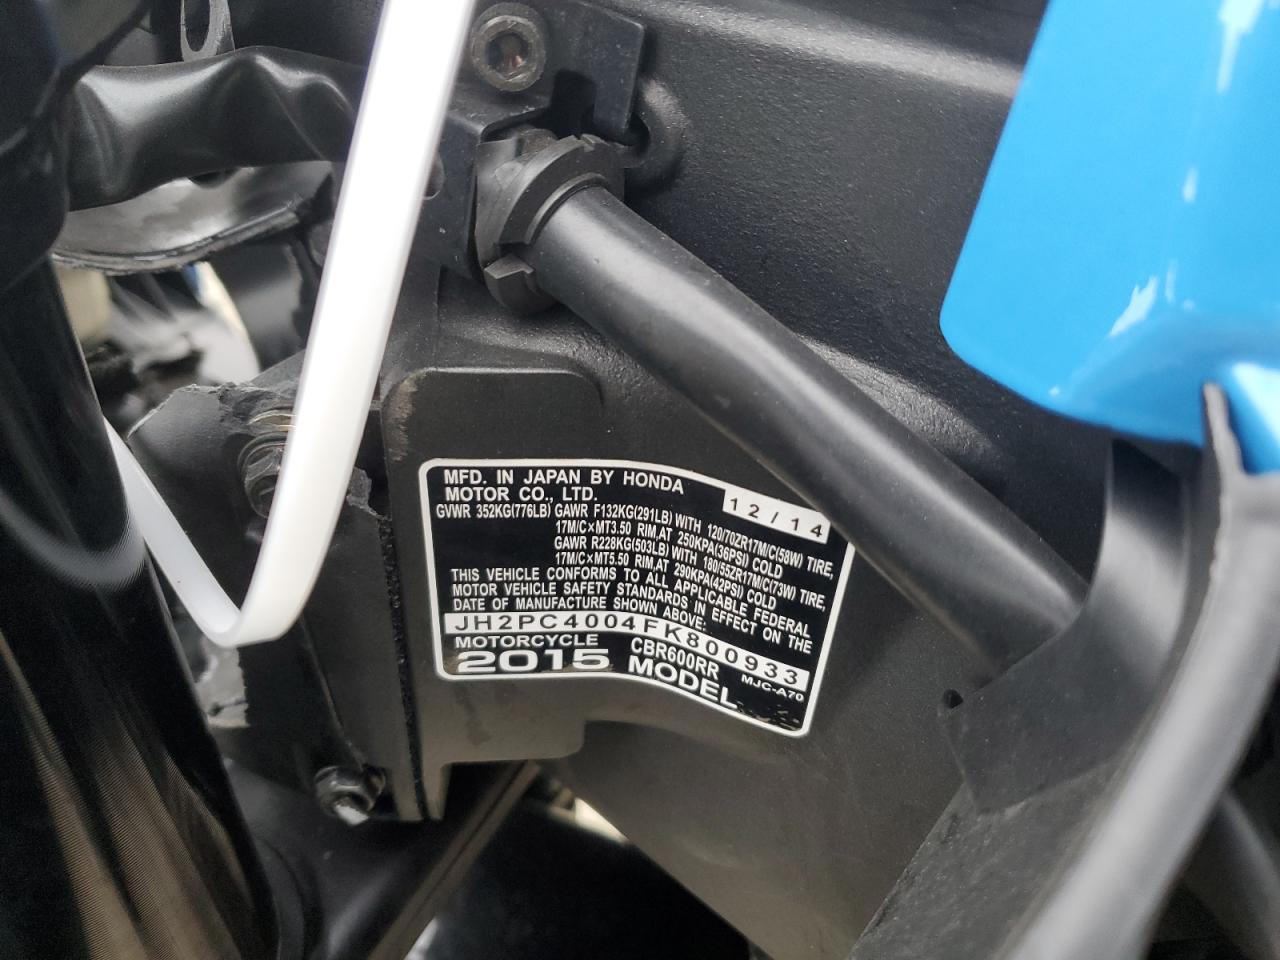 MFD. IN JAPAN BY HONDA
MOTOR CO., LTD.
12/14
GVWR 352KG(776LB) GAWR F132KG(291LB) WITH 120/70ZR17M/C(58W) TIRE,
17M/C×MT3.50 RIM,AT 250KPA(36PSI) COLD
GAWR R228KG(503LB) WITH 180/55ZR17M/C(73W) TIRE,
17M/C×MT5.50 RIM,AT 290KPA(42PSI) COLD
THIS VEHICLE CONFORMS TO ALL APPLICABLE FEDERAL
MOTOR VEHICLE SAFETY STANDARDS IN EFFECT ON THE
DATE OF MANUFACTURE SHOWN ABOVE:
JH2PC4004FK800933
MOTORCYCLE CBR600RR MJC-A70
2015 MODEL